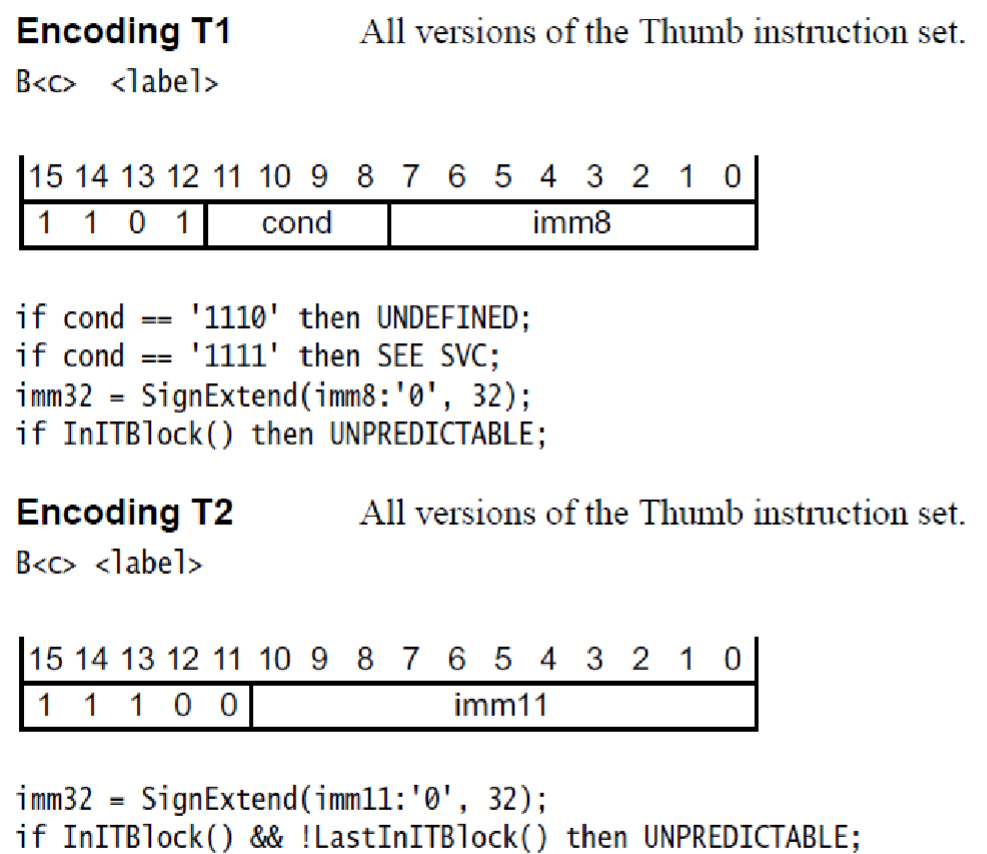 Encoding T1 All versions of the Thumb instruction set.
B<c> <label>
15 14 13 12 11 10 9 8 7 6 5 4 3 2 1 0
1 1 0 1 cond imm8
if cond == '1110' then UNDEFINED;
if cond == '1111' then SEE SVC;
imm32 = SignExtend(imm8:'0', 32);
if InITBlock() then UNPREDICTABLE;
Encoding T2 All versions of the Thumb instruction set.
B<c> <label>
15 14 13 12 11 10 9 8 7 6 5 4 3 2 1 0
1 1 1 0 0 imm11
imm32 = SignExtend(imm11:'0', 32);
if InITBlock() && !LastInITBlock() then UNPREDICTABLE;